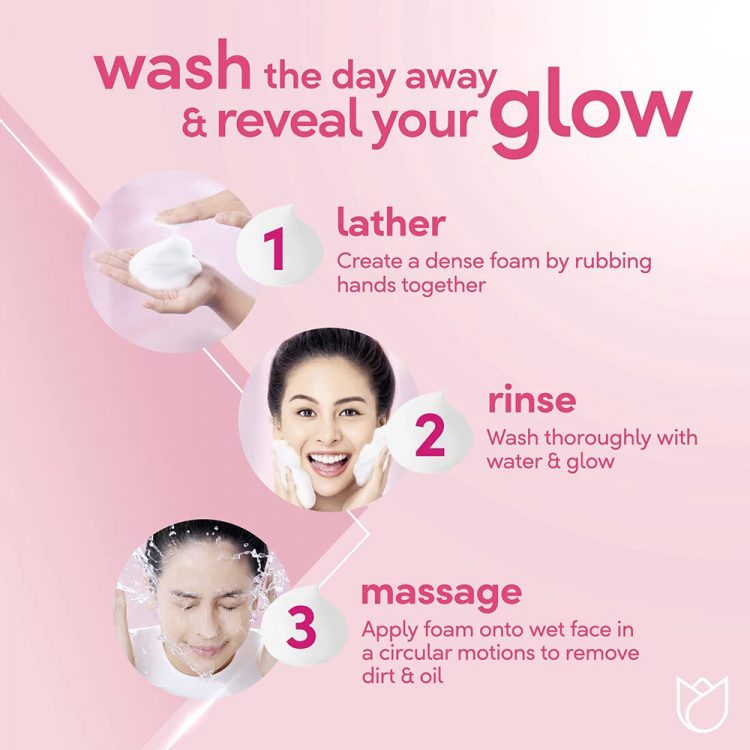 wash the day away
& reveal your glow
1
lather
Create a dense foam by rubbing
hands together
2
rinse
Wash thoroughly with
water & glow
3
massage
Apply foam onto wet face in
a circular motions to remove
dirt & oil